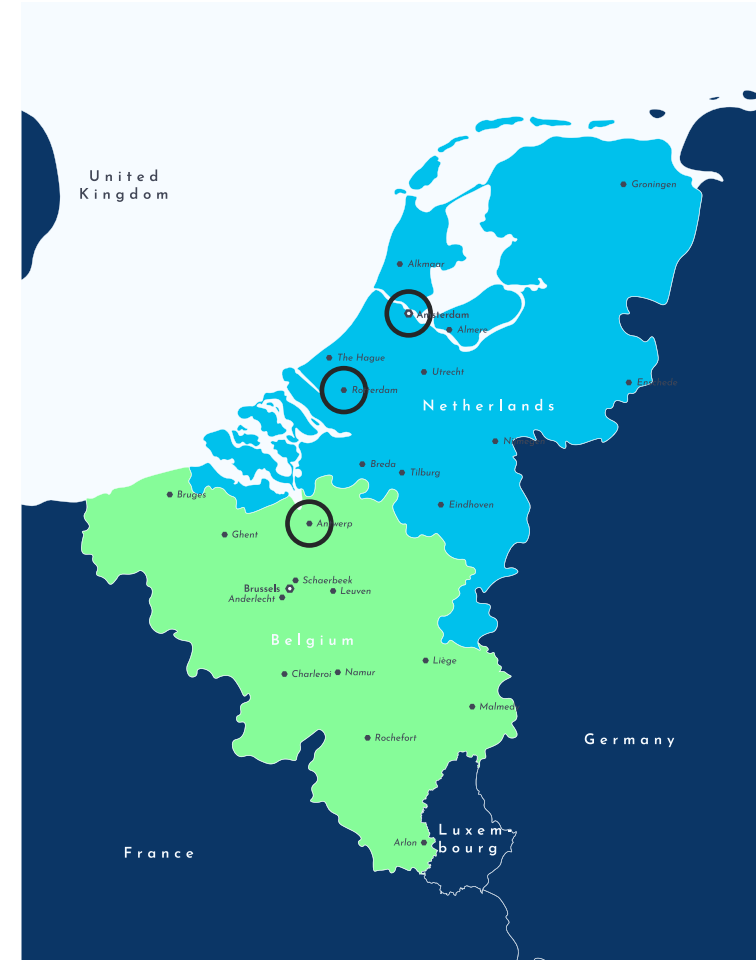 United
Kingdom
Groningen
Alkmaar
Amsterdam
Almere
The Hague
Utrecht
Enschede
Rotterdam
Netherlands
Breda
Tilburg
Bruges
Eindhoven
Antwerp
Ghent
Schaerbeek
Brussels
Leuven
Anderlecht
Belgium
Liège
Charleroi
Namur
Malmedy
Rochefort
Germany
Luxem-
bourg
Arlon
France